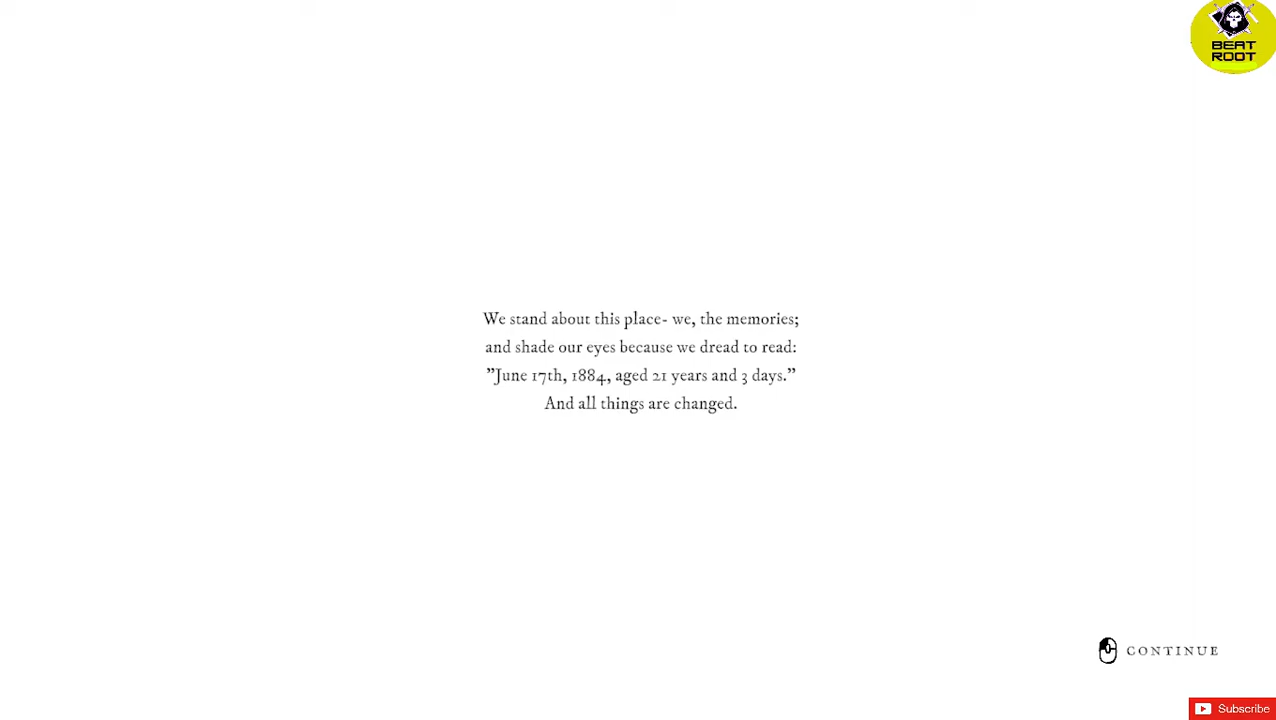 BEAT
ROOT
We stand about this place- we, the memories;
and shade our eyes because we dread to read:
"June 17th, 1884, aged 21 years and 3 days."
And all things are changed.
CONTINUE
Subscribe